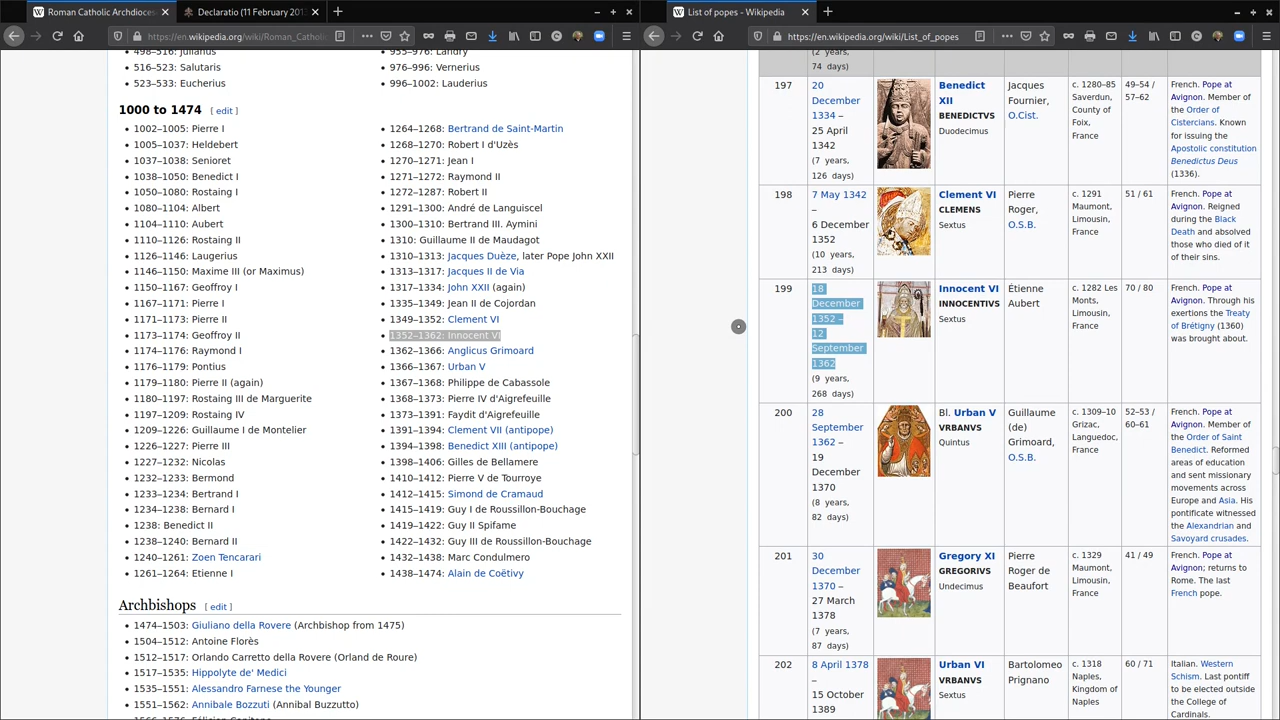 Roman Catholic Archdioces
Declaratio (11 February 201
https://en.wikipedia.org/wiki/Roman_Catholic
498–516: Julianus
516–523: Salutaris
523–533: Eucherius
955–976: Landry
976–996: Vernerius
996–1002: Lauderius
1000 to 1474 [ edit ]
1002–1005: Pierre I
1005–1037: Heldebert
1037–1038: Senioret
1038–1050: Benedict I
1050–1080: Rostaing I
1080–1104: Albert
1104–1110: Aubert
1110–1126: Rostaing II
1126–1146: Laugerius
1146–1150: Maxime III (or Maximus)
1150–1167: Geoffroy I
1167–1171: Pierre I
1171–1173: Pierre II
1173–1174: Geoffroy II
1174–1176: Raymond I
1176–1179: Pontius
1179–1180: Pierre II (again)
1180–1197: Rostaing III de Marguerite
1197–1209: Rostaing IV
1209–1226: Guillaume I de Montelier
1226–1227: Pierre III
1227–1232: Nicolas
1232–1233: Bermond
1233–1234: Bertrand I
1234–1238: Bernard I
1238: Benedict II
1238–1240: Bernard II
1240–1261: Zoen Tencarari
1261–1264: Etienne I
1264–1268: Bertrand de Saint-Martin
1268–1270: Robert I d'Uzès
1270–1271: Jean I
1271–1272: Raymond II
1272–1287: Robert II
1291–1300: André de Languiscel
1300–1310: Bertrand III. Aymini
1310: Guillaume II de Maudagot
1310–1313: Jacques Duèze, later Pope John XXII
1313–1317: Jacques II de Via
1317–1334: John XXII (again)
1335–1349: Jean II de Cojordan
1349–1352: Clement VI
1352–1362: Innocent VI
1362–1366: Anglicus Grimoard
1366–1367: Urban V
1367–1368: Philippe de Cabassole
1368–1373: Pierre IV d'Aigrefeuille
1373–1391: Faydit d'Aigrefeuille
1391–1394: Clement VII (antipope)
1394–1398: Benedict XIII (antipope)
1398–1406: Gilles de Bellamere
1410–1412: Pierre V de Tourroye
1412–1415: Simond de Cramaud
1415–1419: Guy I de Roussillon-Bouchage
1419–1422: Guy II Spifame
1422–1432: Guy III de Roussillon-Bouchage
1432–1438: Marc Condulmero
1438–1474: Alain de Coëtivy
Archbishops [ edit ]
1474–1503: Giuliano della Rovere (Archbishop from 1475)
1504–1512: Antoine Florès
1512–1517: Orlando Carretto della Rovere (Orland de Roure)
1517–1535: Hippolyte de' Medici
1535–1551: Alessandro Farnese the Younger
1551–1562: Annibale Bozzuti (Annibal Buzzutto)
1566–1576: Félicien Capitone
List of popes - Wikipedia
https://en.wikipedia.org/wiki/List_of_popes
(2 years,
74 days)
197
20
December
1334 –
25 April
1342
(7 years,
126 days)
Benedict
XII
BENEDICTVS
Duodecimus
Jacques
Fournier,
O.Cist.
c. 1280–85
Saverdun,
County of
Foix,
France
49–54 /
57–62
French. Pope at
Avignon. Member of
the Order of
Cistercians. Known
for issuing the
Apostolic constitution
Benedictus Deus
(1336).
198
7 May 1342
–
6 December
1352
(10 years,
213 days)
Clement VI
CLEMENS
Sextus
Pierre
Roger,
O.S.B.
c. 1291
Maumont,
Limousin,
France
51 / 61
French. Pope at
Avignon. Reigned
during the Black
Death and absolved
those who died of it
of their sins.
199
18
December
1352 –
12
September
1362
(9 years,
268 days)
Innocent VI
INNOCENTIVS
Sextus
Étienne
Aubert
c. 1282 Les
Monts,
Limousin,
France
70 / 80
French. Pope at
Avignon. Through his
exertions the Treaty
of Brétigny (1360)
was brought about.
200
28
September
1362 –
19
December
1370
(8 years,
82 days)
Bl. Urban V
VRBANVS
Quintus
Guillaume
(de)
Grimoard,
O.S.B.
c. 1309–10
Grizac,
Languedoc,
France
52–53 /
60–61
French. Pope at
Avignon. Member of
the Order of Saint
Benedict. Reformed
areas of education
and sent missionary
movements across
Europe and Asia. His
pontificate witnessed
the Alexandrian and
Savoyard crusades.
201
30
December
1370 –
27 March
1378
(7 years,
87 days)
Gregory XI
GREGORIVS
Undecimus
Pierre
Roger de
Beaufort
c. 1329
Maumont,
Limousin,
France
41 / 49
French. Pope at
Avignon; returns to
Rome. The last
French pope.
202
8 April 1378
–
15 October
1389
Urban VI
VRBANVS
Sextus
Bartolomeo
Prignano
c. 1318
Naples,
Kingdom of
Naples
60 / 71
Italian. Western
Schism. Last pontiff
to be elected outside
the College of
Cardinals.